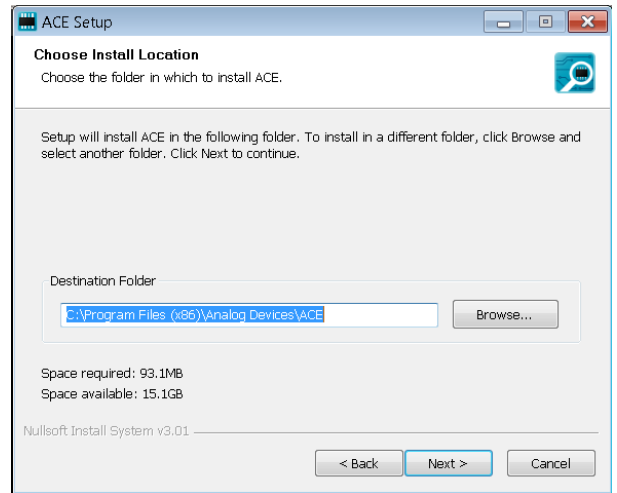 ACE Setup
Choose Install Location
Choose the folder in which to install ACE.
Setup will install ACE in the following folder. To install in a different folder, click Browse and
select another folder. Click Next to continue.
Destination Folder
C:\Program Files (x86)\Analog Devices\ACE
Browse...
Space required: 93.1MB
Space available: 15.1GB
Nullsoft Install System v3.01
< Back Next > Cancel